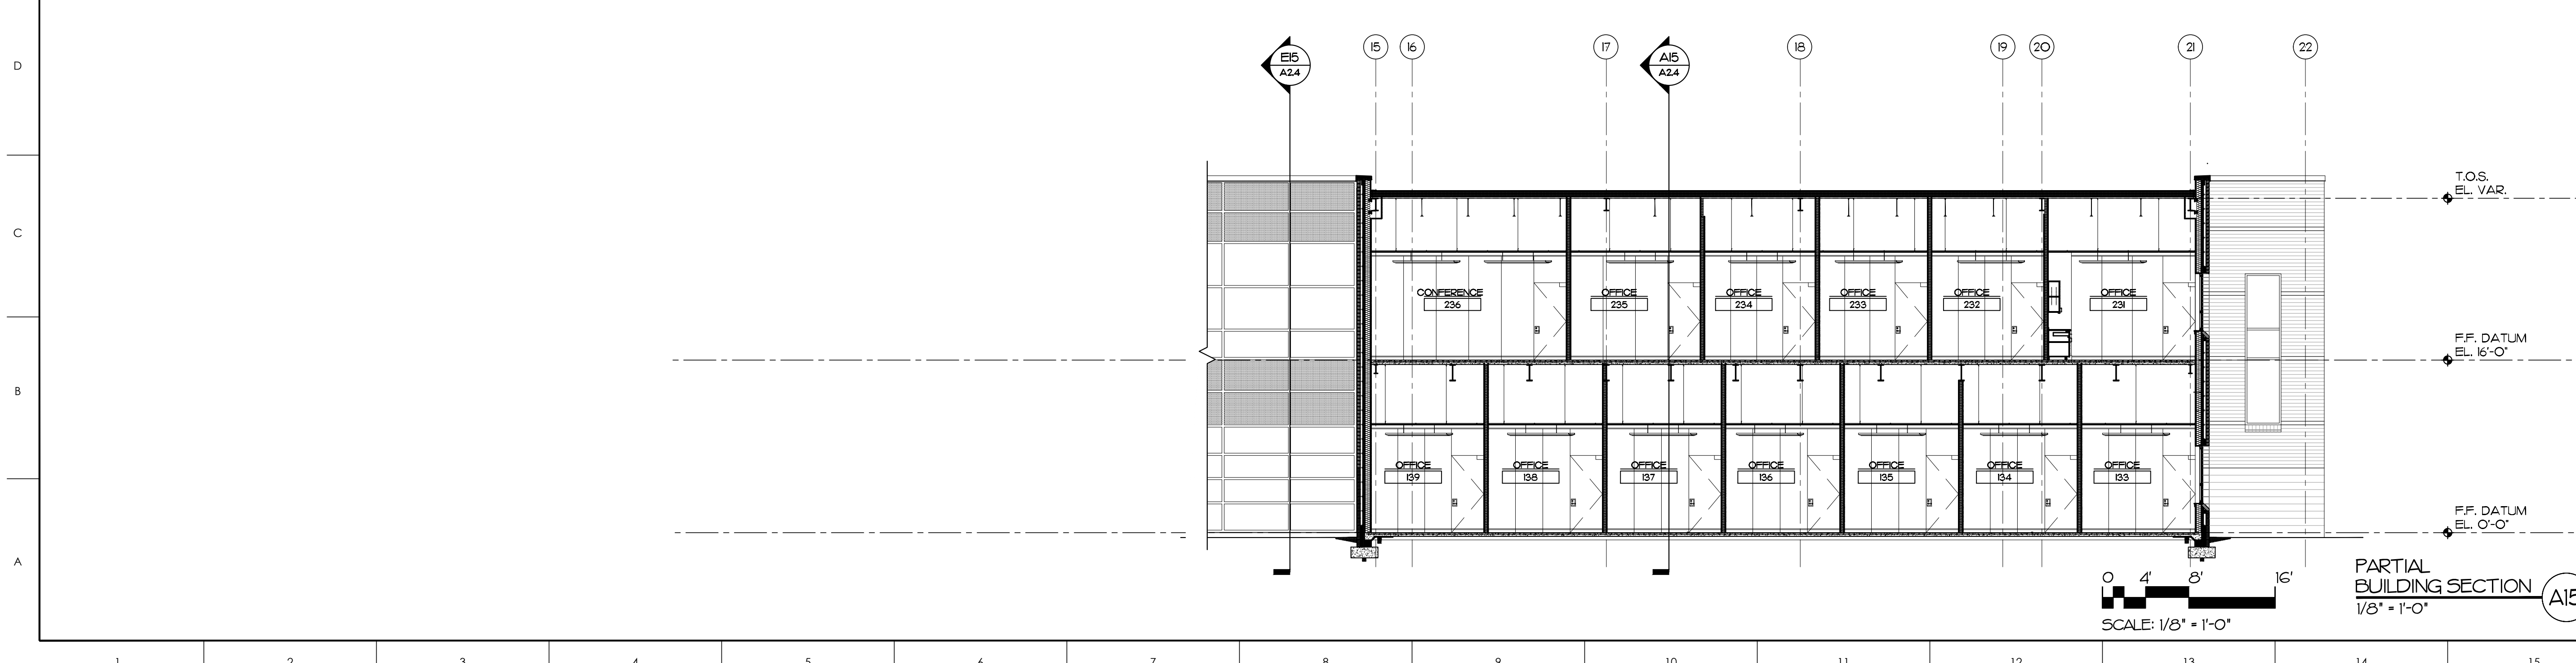 D
C
B
A
E15
A2.4
15
16
17
A15
A2.4
18
19
20
21
22
T.O.S.
EL. VAR.
CONFERENCE
236
OFFICE
235
OFFICE
234
OFFICE
233
OFFICE
232
OFFICE
231
F.F. DATUM
EL. 16'-0"
OFFICE
139
OFFICE
138
OFFICE
137
OFFICE
136
OFFICE
135
OFFICE
134
OFFICE
133
F.F. DATUM
EL. 0'-0"
0 4' 8' 16'
SCALE: 1/8" = 1'-0"
PARTIAL
BUILDING SECTION
1/8" = 1'-0"
A15
1 2 3 4 5 6 7 8 9 10 11 12 13 14 15